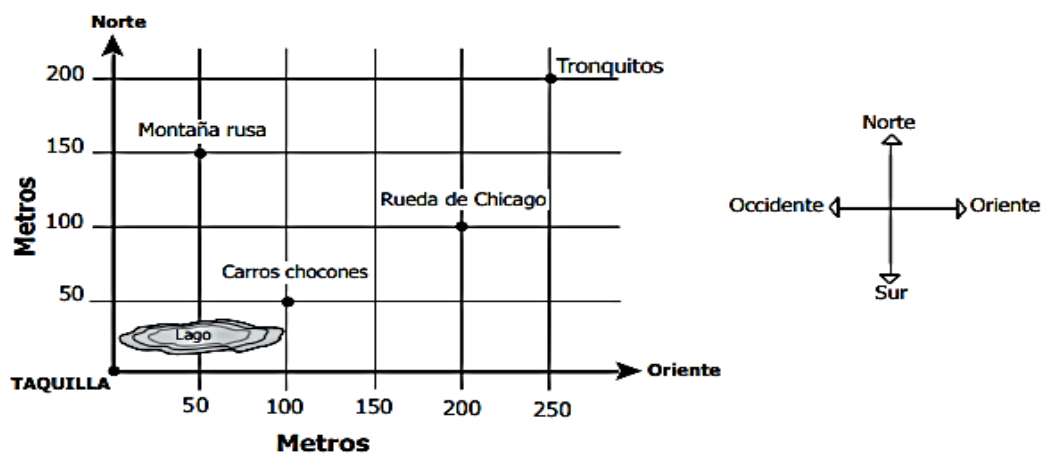 Norte
200
Tronquitos
Montaña rusa
150
Norte
Metros
Rueda de Chicago
Occidente
Oriente
100
Carros chocones
Sur
50
Lago
TAQUILLA
Oriente
50
100
150
200
250
Metros